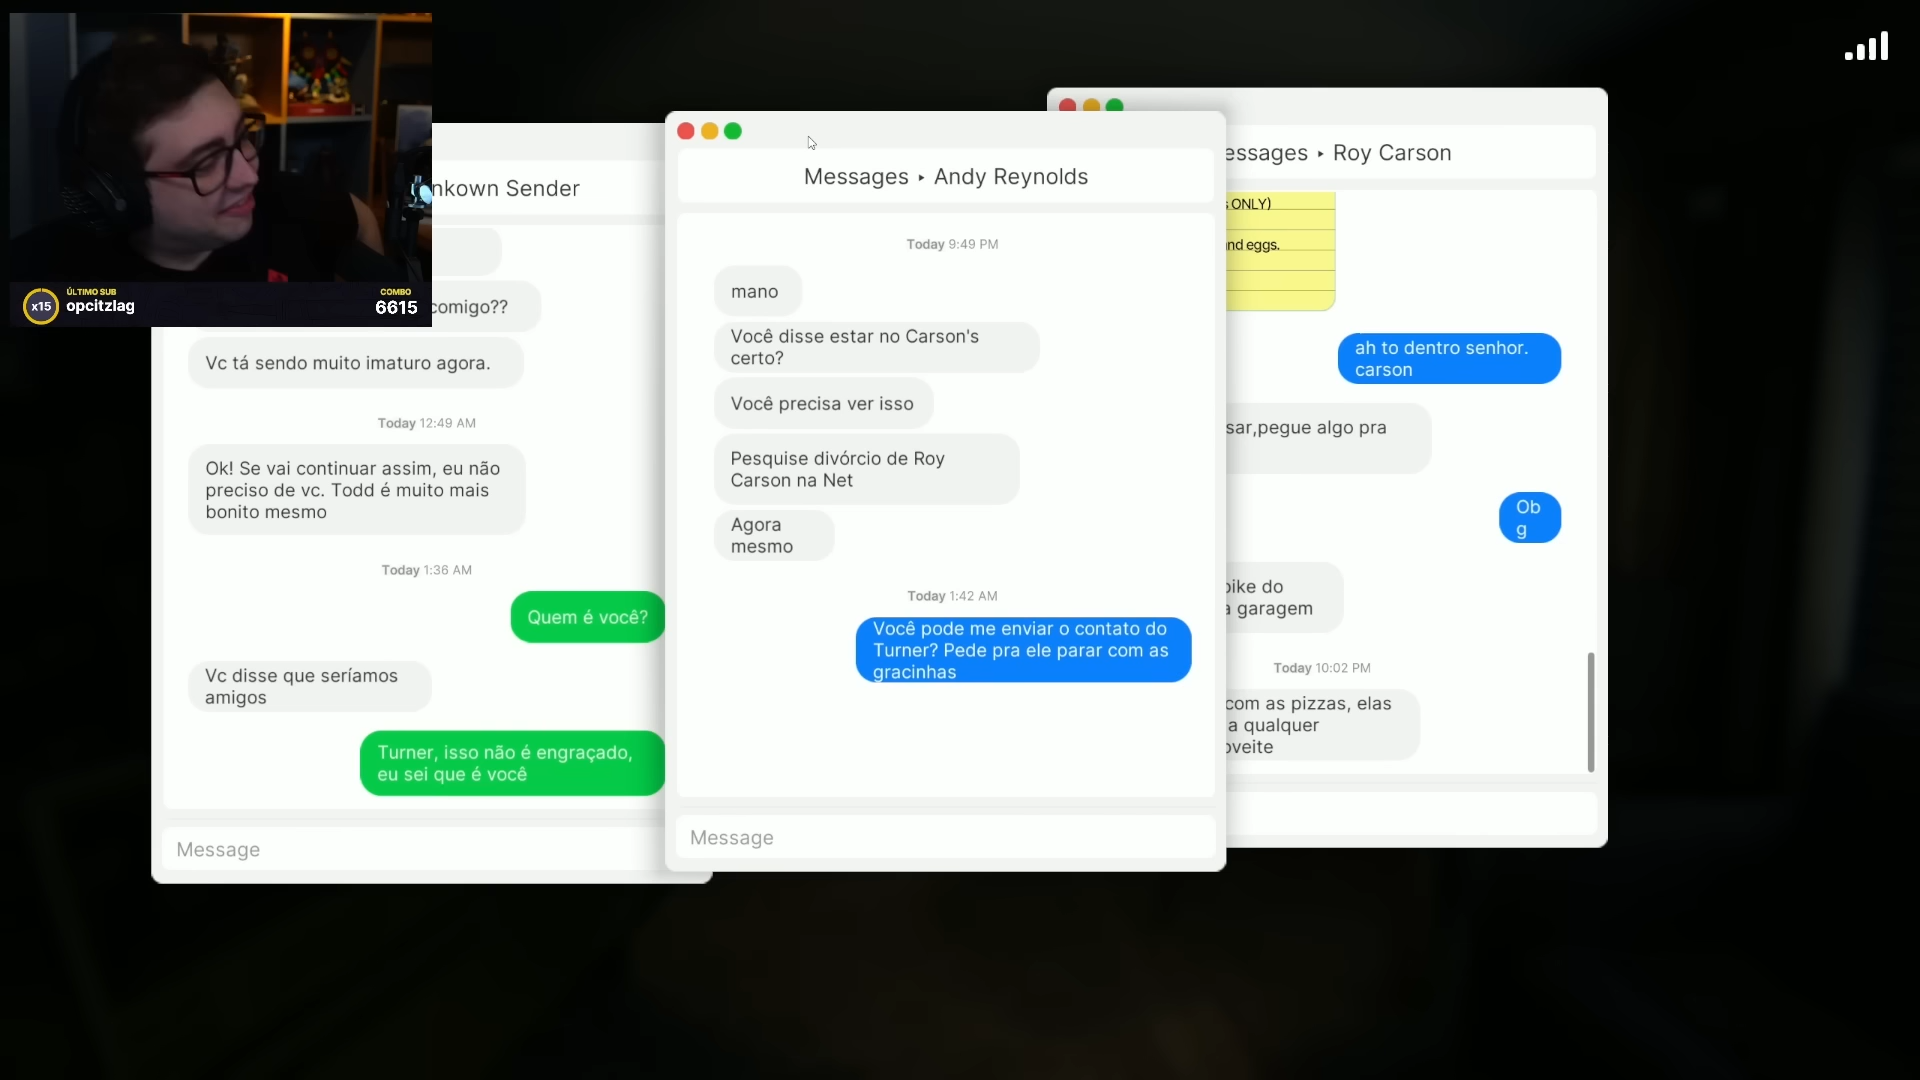 x15
ÚLTIMO SUB
opcitzlag
COMBO
6615
nkown Sender
comigo??
Vc tá sendo muito imaturo agora.
Today 12:49 AM
Ok! Se vai continuar assim, eu não
preciso de vc. Todd é muito mais
bonito mesmo
Today 1:36 AM
Quem é você?
Vc disse que seríamos
amigos
Turner, isso não é engraçado,
eu sei que é você
Message
Messages ▸ Andy Reynolds
Today 9:49 PM
mano
Você disse estar no Carson's
certo?
Você precisa ver isso
Pesquise divórcio de Roy
Carson na Net
Agora
mesmo
Today 1:42 AM
Você pode me enviar o contato do
Turner? Pede pra ele parar com as
gracinhas
Message
essages ▸ Roy Carson
ONLY)
nd eggs.
ah to dentro senhor.
carson
sar,pegue algo pra
Ob
g
bike do
a garagem
Today 10:02 PM
com as pizzas, elas
a qualquer
oveite